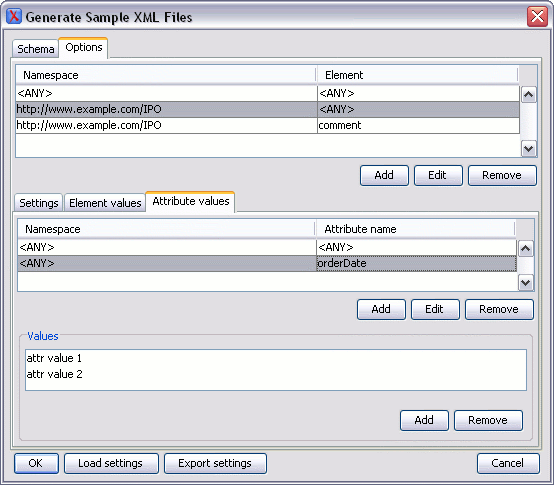 Generate Sample XML Files
Schema Options
Namespace Element
<ANY> <ANY>
http://www.example.com/IPO <ANY>
http://www.example.com/IPO comment
Add Edit Remove
Settings Element values Attribute values
Namespace Attribute name
<ANY> <ANY>
<ANY> orderDate
Add Edit Remove
Values
attr value 1
attr value 2
Add Remove
OK Load settings Export settings Cancel